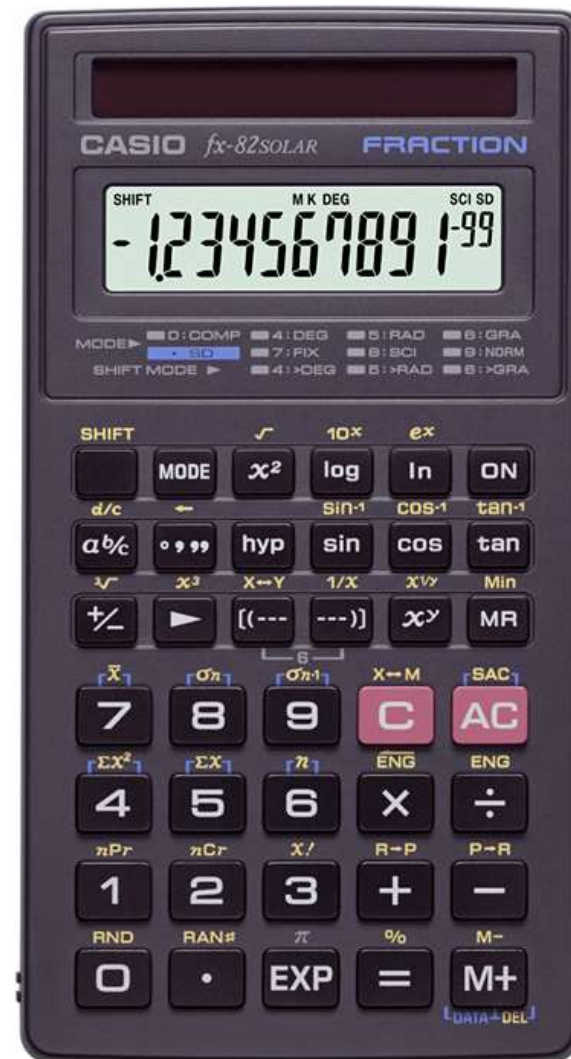 CASIO fx-82SOLAR FRACTION
SHIFT M K DEG SCI SD
-1.234567891-99
MODE► 0:COMP 4:DEG 5:RAD 6:GRA
· SD 7:FIX 8:SCI 9:NORM
SHIFT MODE ► 4:>DEG 5:>RAD 6:>GRA
SHIFT √ 10ˣ eˣ
MODE x² log ln ON
d/c ← sin⁻¹ cos⁻¹ tan⁻¹
a b/c ° ’ ’’ hyp sin cos tan
³√ x³ X↔Y 1/x x¹/ʸ Min
+/− ► [(--- ---)] xʸ MR
6
x̄ σn σn-1 X↔M SAC
7 8 9 C AC
Σx² Σx n ENG ENG
4 5 6 × ÷
nPr nCr x! R→P P→R
1 2 3 + −
RND RAN# π % M−
0 · EXP = M+
DATA DEL